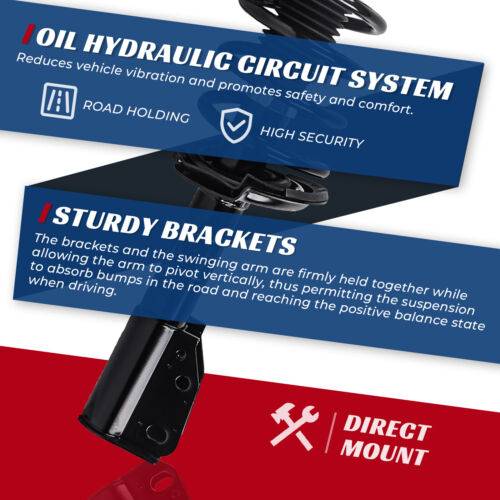 OIL HYDRAULIC CIRCUIT SYSTEM
Reduces vehicle vibration and promotes safety and comfort.
ROAD HOLDING
HIGH SECURITY
STURDY BRACKETS
The brackets and the swinging arm are firmly held together while
allowing the arm to pivot vertically, thus permitting the suspension
to absorb bumps in the road and reaching the positive balance state
when driving.
DIRECT
MOUNT